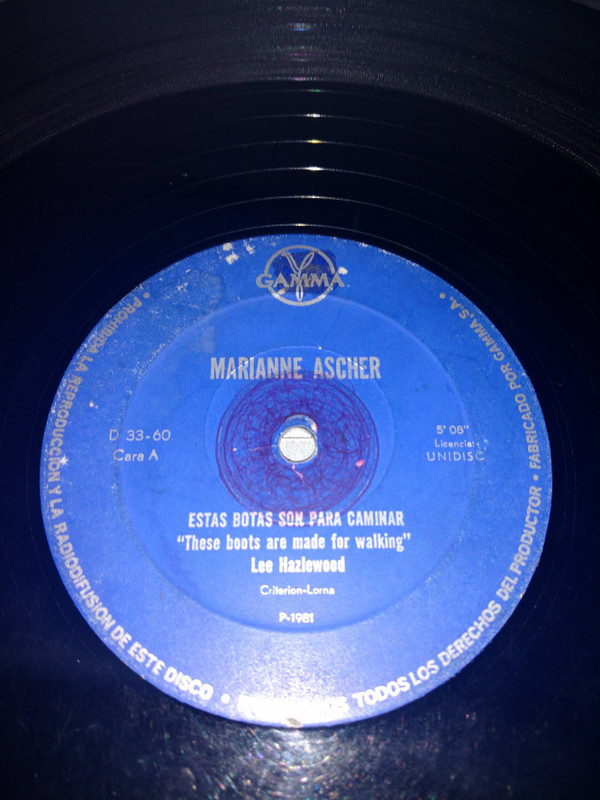 GAMMA
MARIANNE ASCHER
D 33-60
Cara A
5' 08"
Licencia:
UNIDISC
ESTAS BOTAS SON PARA CAMINAR
"These boots are made for walking"
Lee Hazlewood
Criterion-Lorna
P-1981
• PROHIBIDA LA REPRODUCCION Y LA RADIODIFUSION DE ESTE DISCO •
TODOS LOS DERECHOS DEL PRODUCTOR • FABRICADO POR GAMMA S.A. •